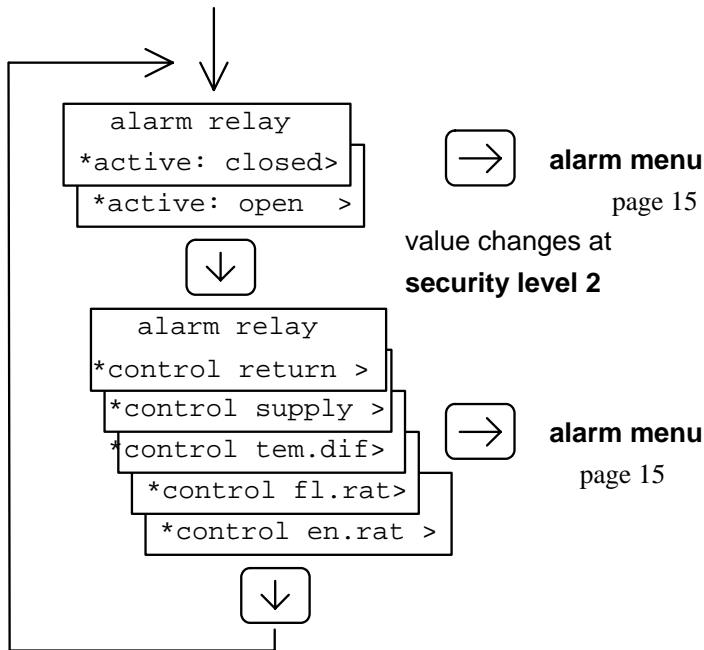 alarm relay
*active: closed>
*active: open >
alarm menu
page 15
value changes at
security level 2
alarm relay
*control return >
*control supply >
*control tem.dif>
*control fl.rat>
*control en.rat >
alarm menu
page 15